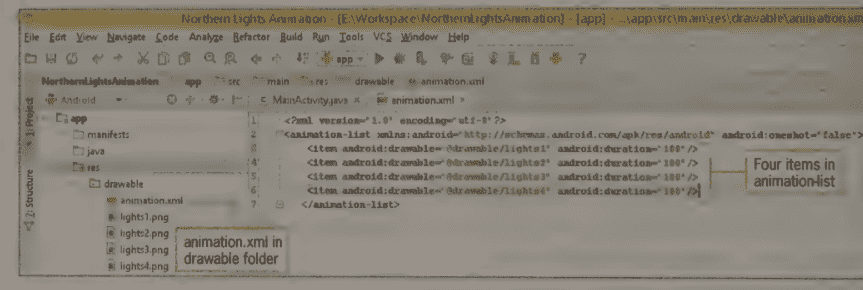 Northern Lights Animation - [E:\Workspace\NorthernLightsAnimation] - [app] - ...\app\src\main\res\drawable\animation.xm
File Edit View Navigate Code Analyze Refactor Build Run Tools VCS Window Help
app
NorthernLightsAnimation app src main res drawable animation.xml
Android MainActivity.java × animation.xml ×
1: Project
2: Structure
app
manifests
java
res
drawable
animation.xml
lights1.png
lights2.png
lights3.png
lights4.png
1 <?xml version="1.0" encoding="utf-8"?>
2 <animation-list xmlns:android="http://schemas.android.com/apk/res/android" android:oneshot="false">
3 <item android:drawable="@drawable/lights1" android:duration="100"/>
4 <item android:drawable="@drawable/lights2" android:duration="100"/>
5 <item android:drawable="@drawable/lights3" android:duration="100"/>
6 <item android:drawable="@drawable/lights4" android:duration="100"/>
7 </animation-list>
Four items in
animation-list
animation.xml in
drawable folder